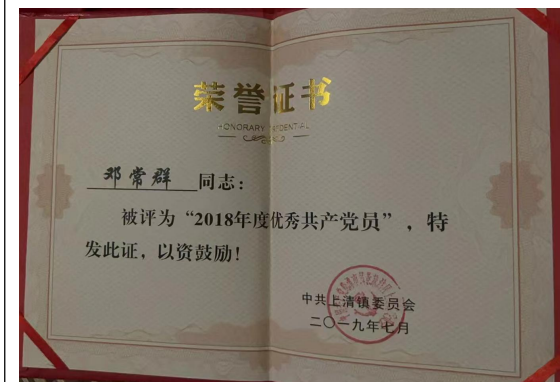 荣誉证书
HONORARY CREDENTIAL
邓常群 同志：
被评为“2018年度优秀共产党员”，特
发此证，以资鼓励！
中共上清镇委员会
二〇一九年七月